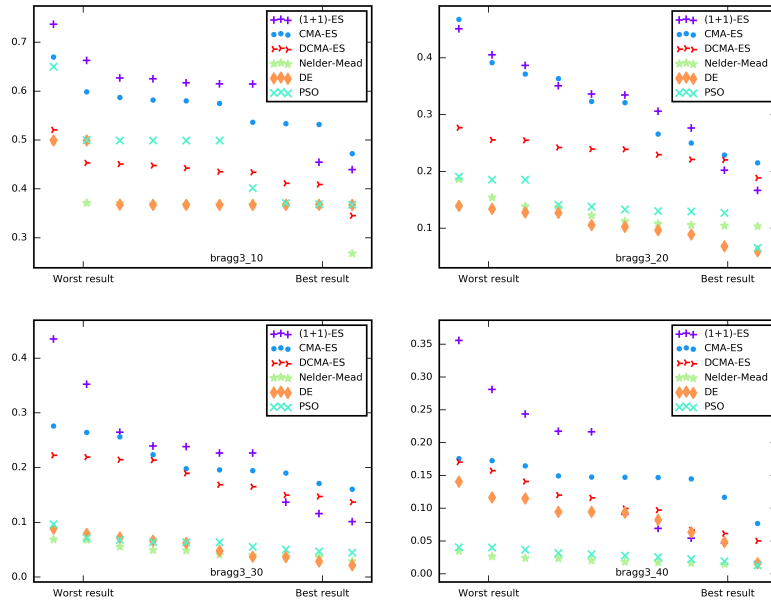 0.7
0.6
0.5
0.4
0.3
(1+1)-ES
CMA-ES
DCMA-ES
Nelder-Mead
DE
PSO
bragg3_10
Worst result
Best result
0.4
0.3
0.2
0.1
(1+1)-ES
CMA-ES
DCMA-ES
Nelder-Mead
DE
PSO
bragg3_20
Worst result
Best result
0.4
0.3
0.2
0.1
0.0
(1+1)-ES
CMA-ES
DCMA-ES
Nelder-Mead
DE
PSO
bragg3_30
Worst result
Best result
0.35
0.30
0.25
0.20
0.15
0.10
0.05
0.00
(1+1)-ES
CMA-ES
DCMA-ES
Nelder-Mead
DE
PSO
bragg3_40
Worst result
Best result